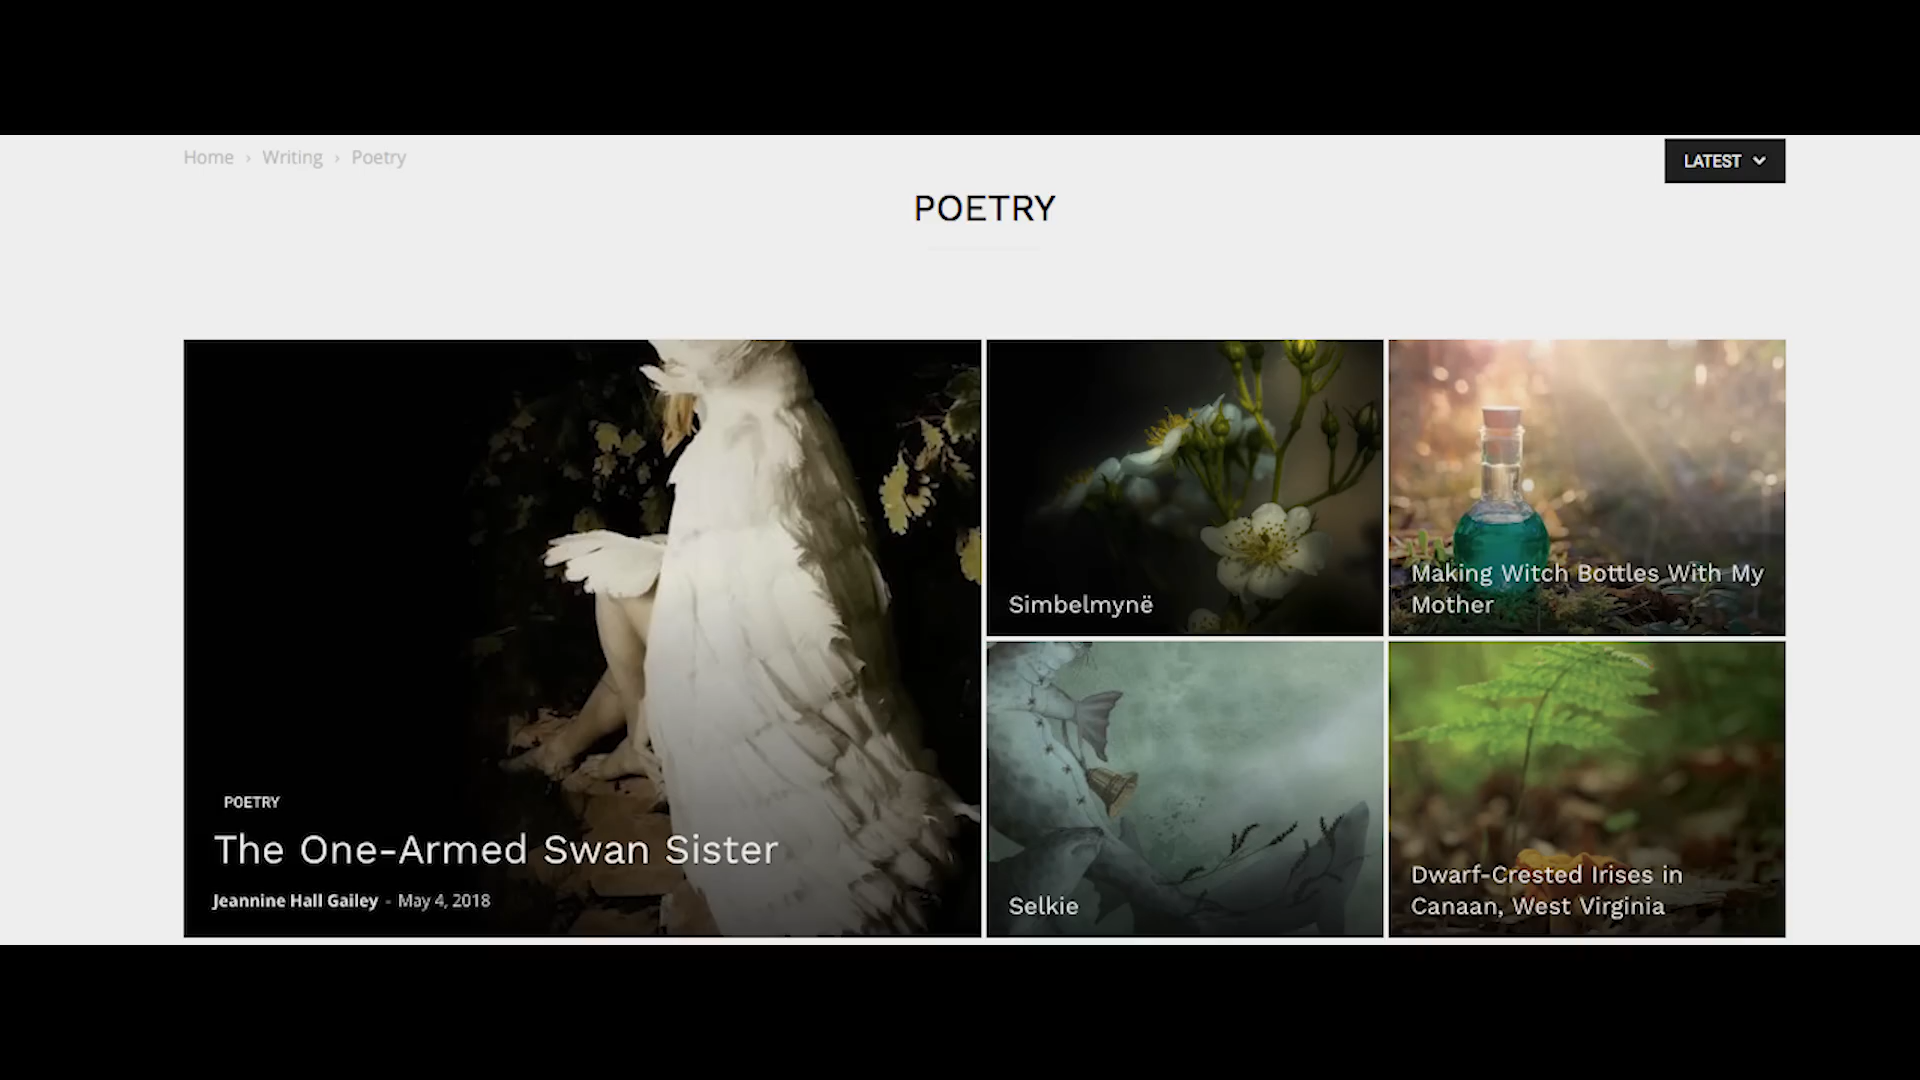 Home › Writing › Poetry
LATEST
POETRY
POETRY
The One-Armed Swan Sister
Jeannine Hall Gailey - May 4, 2018
Simbelmynë
Making Witch Bottles With My
Mother
Selkie
Dwarf-Crested Irises in
Canaan, West Virginia